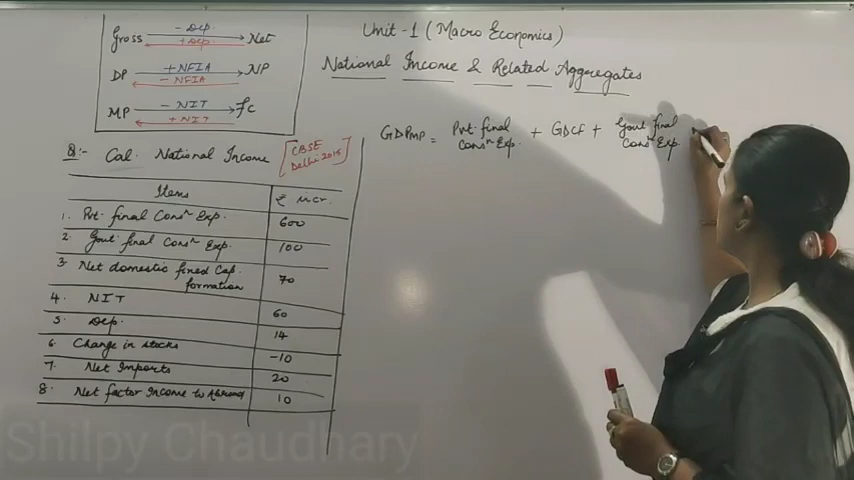 Gross - Dep. Net
+ Dep.
DP + NFIA NP
- NFIA
MP - NIT Fc
+ NIT
Unit - 1 ( Macro Economics )
National Income & Related Aggregates
GDPMP = Pvt final Consⁿ Exp. + GDCF + Govt final Consⁿ Exp.
Q:- Cal. National Income [CBSE Delhi
Items ₹ in cr.
1. Pvt. final Consⁿ Exp. 600
2. Govt final Consⁿ Exp. 100
3. Net domestic fixed Cap. formation 70
4. NIT 60
5. Dep. 14
6. Change in stocks -10
7. Net Imports 20
8. Net factor Income to Abroad 10
Shilpy Chaudhary